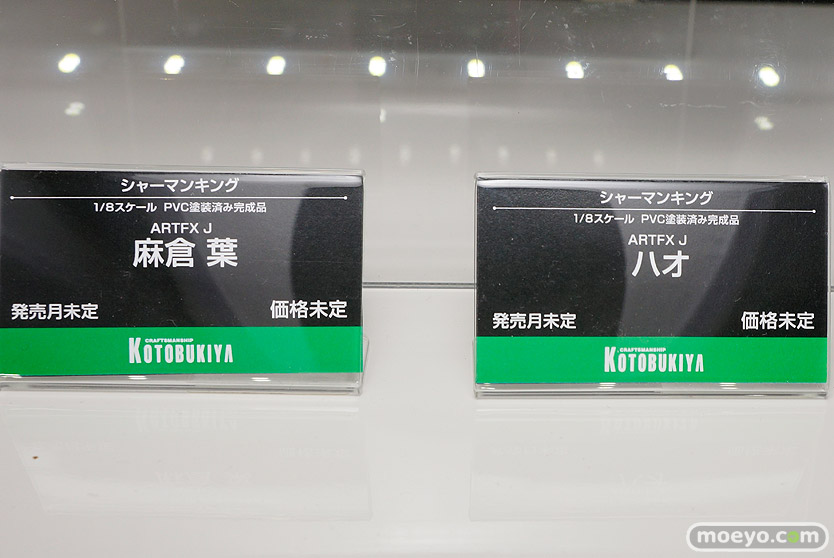 シャーマンキング
1/8スケール PVC塗装済み完成品
ARTFX J
麻倉 葉
発売月未定 価格未定
CRAFTSMANSHIP
KOTOBUKIYA
シャーマンキング
1/8スケール PVC塗装済み完成品
ARTFX J
ハオ
発売月未定 価格未定
CRAFTSMANSHIP
KOTOBUKIYA
moeyo.com